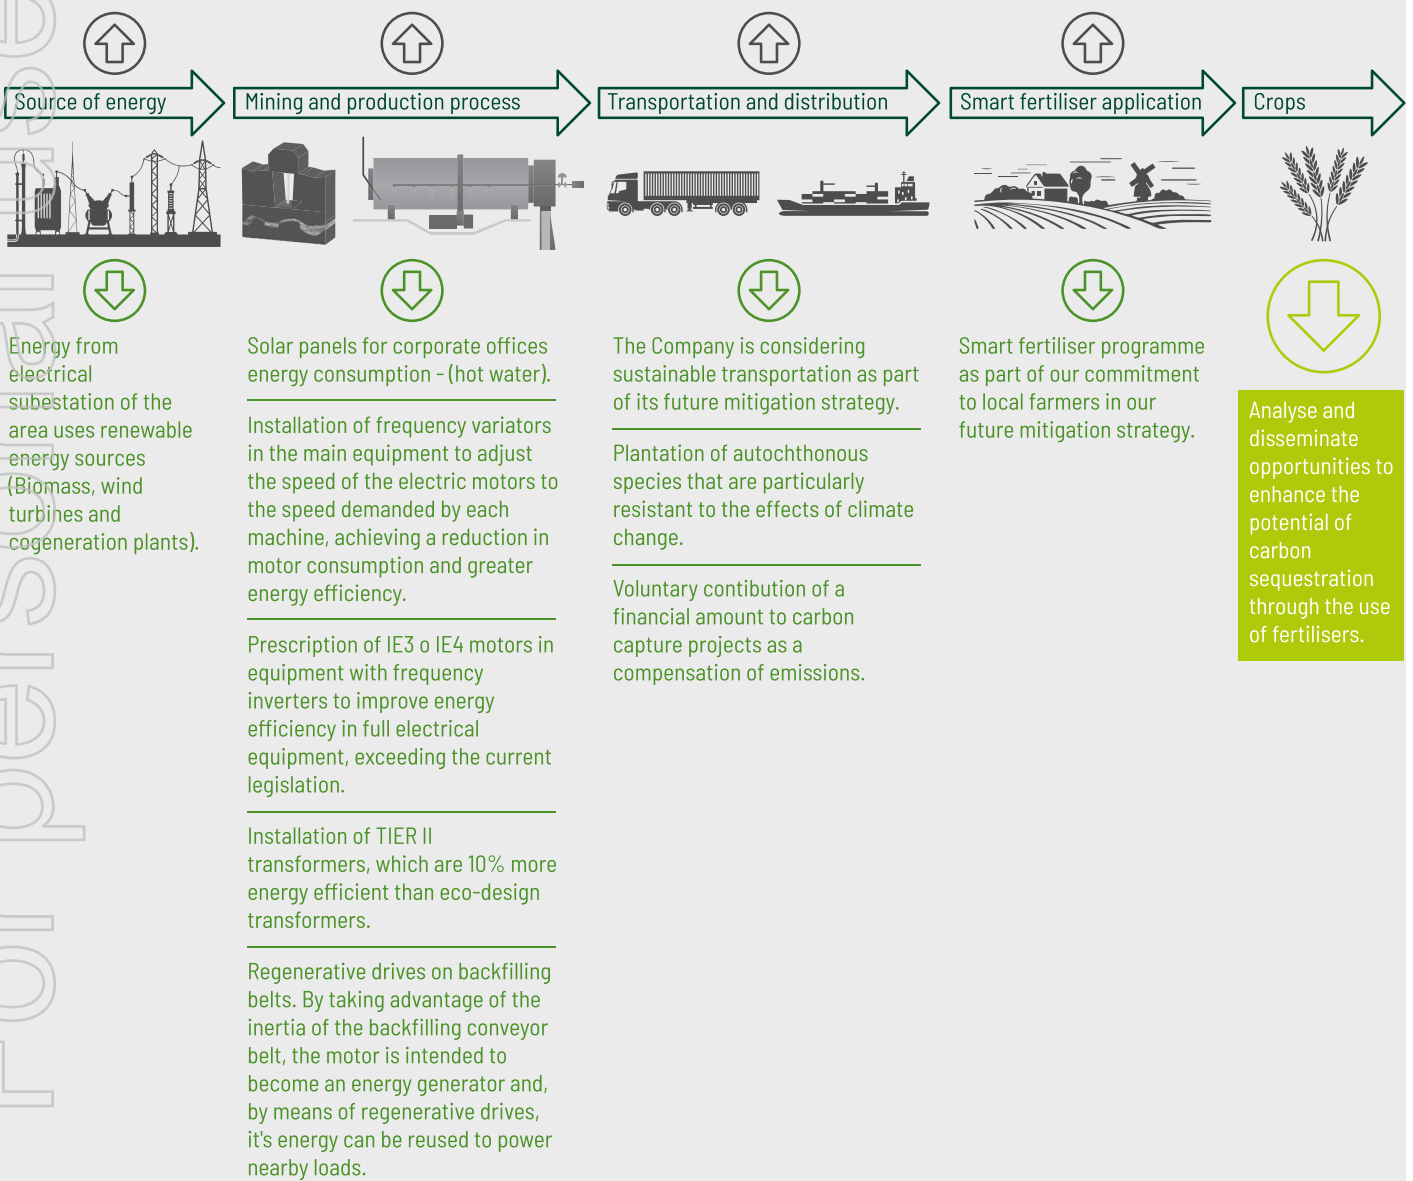 Source of energy
Mining and production process
Transportation and distribution
Smart fertiliser application
Crops
Energy from
electrical
subestation of the
area uses renewable
energy sources
(Biomass, wind
turbines and
cogeneration plants).
Solar panels for corporate offices
energy consumption - (hot water).
Installation of frequency variators
in the main equipment to adjust
the speed of the electric motors to
the speed demanded by each
machine, achieving a reduction in
motor consumption and greater
energy efficiency.
Prescription of IE3 o IE4 motors in
equipment with frequency
inverters to improve energy
efficiency in full electrical
equipment, exceeding the current
legislation.
Installation of TIER II
transformers, which are 10% more
energy efficient than eco-design
transformers.
Regenerative drives on backfilling
belts. By taking advantage of the
inertia of the backfilling conveyor
belt, the motor is intended to
become an energy generator and,
by means of regenerative drives,
it's energy can be reused to power
nearby loads.
The Company is considering
sustainable transportation as part
of its future mitigation strategy.
Plantation of autochthonous
species that are particularly
resistant to the effects of climate
change.
Voluntary contibution of a
financial amount to carbon
capture projects as a
compensation of emissions.
Smart fertiliser programme
as part of our commitment
to local farmers in our
future mitigation strategy.
Analyse and
disseminate
opportunities to
enhance the
potential of
carbon
sequestration
through the use
of fertilisers.
For personal use